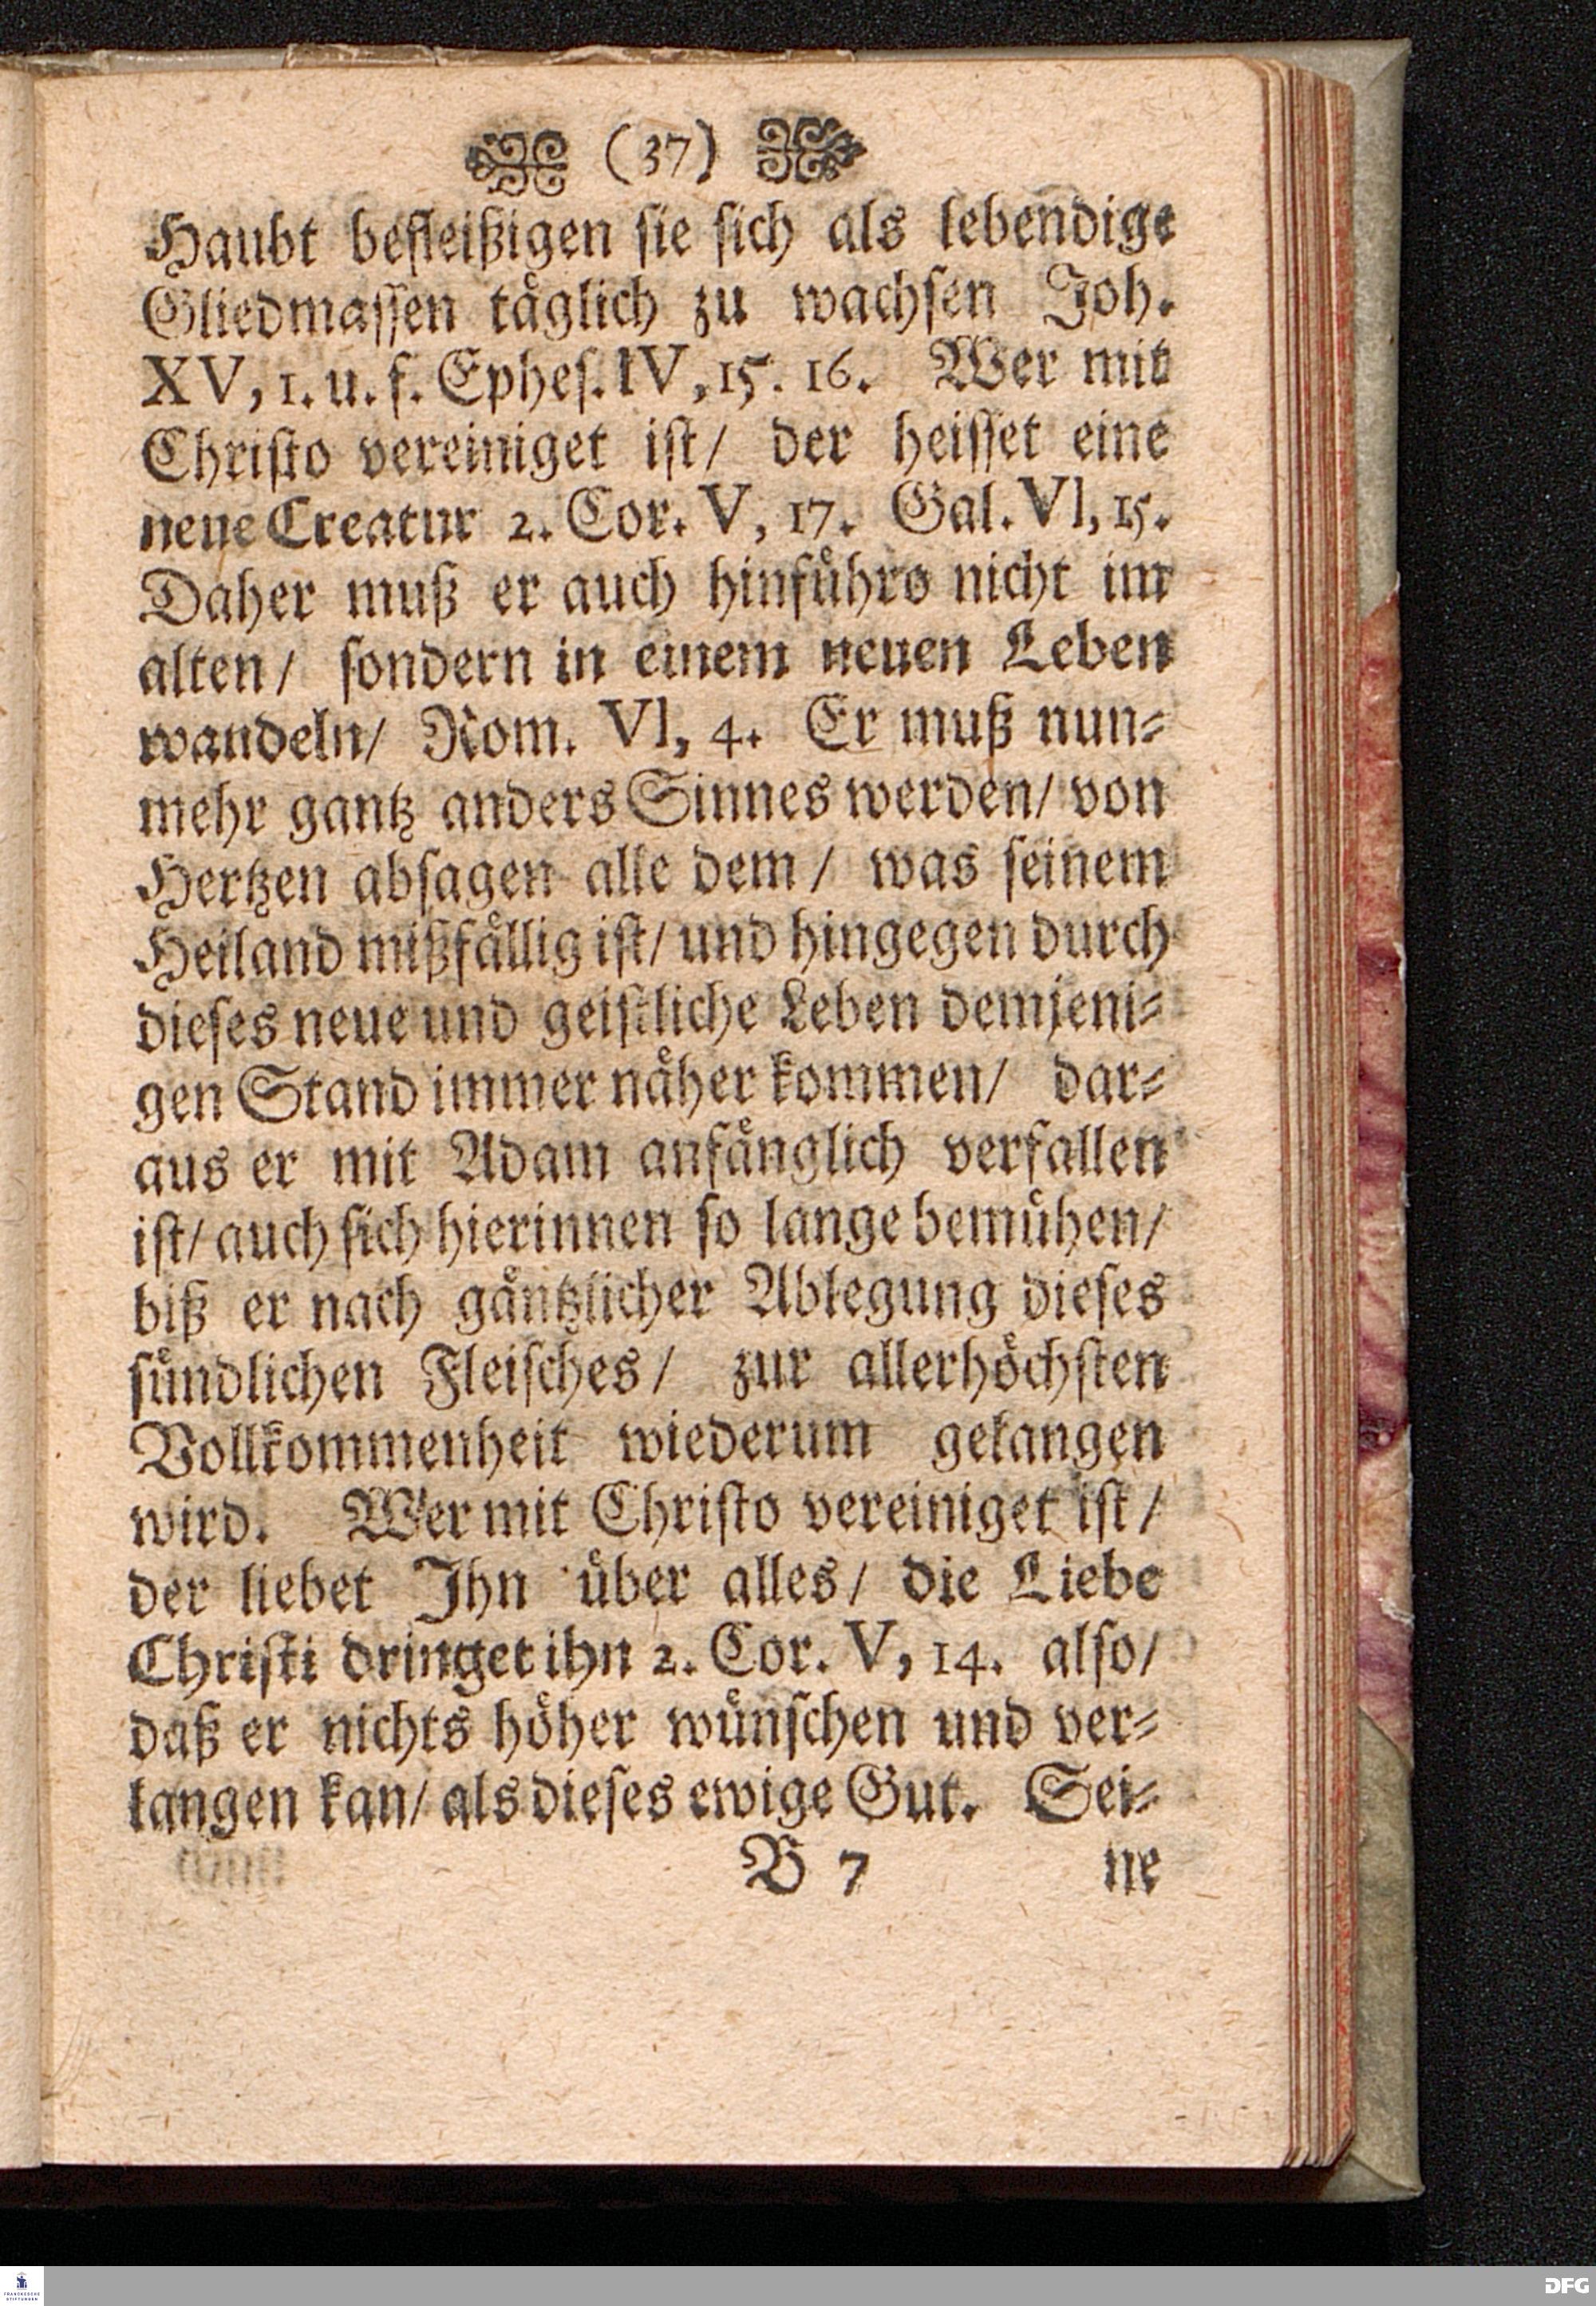 (37)
Haubt befleißigen sie sich als lebendige
Gliedmassen täglich zu wachsen Joh.
XV, 1. u. f. Ephes. IV, 15. 16. Wer mit
Christo vereiniget ist/ der heisset eine
neue Creatur 2. Cor. V, 17. Gal. VI, 15.
Daher muß er auch hinführo nicht im
alten/ sondern in einem neuen Leben
wandeln/ Rom. VI, 4. Er muß nun=
mehr gantz anders Sinnes werden/ von
Hertzen absagen alle dem/ was seinem
Heiland mißfällig ist/ und hingegen durch
dieses neue und geistliche Leben demjeni=
gen Stand immer näher kommen/ dar=
aus er mit Adam anfänglich verfallen
ist/ auch sich hierinnen so lange bemühen/
biß er nach gäntzlicher Ablegung dieses
sündlichen Fleisches/ zur allerhöchsten
Vollkommenheit wiederum gelangen
wird. Wer mit Christo vereiniget ist/
der liebet Ihn über alles/ die Liebe
Christi dringet ihn 2. Cor. V, 14. also/
daß er nichts höher wünschen und ver=
langen kan/ als dieses ewige Gut. Sei=
B 7 ne
FRANCKESCHE
STIFTUNGEN
DFG